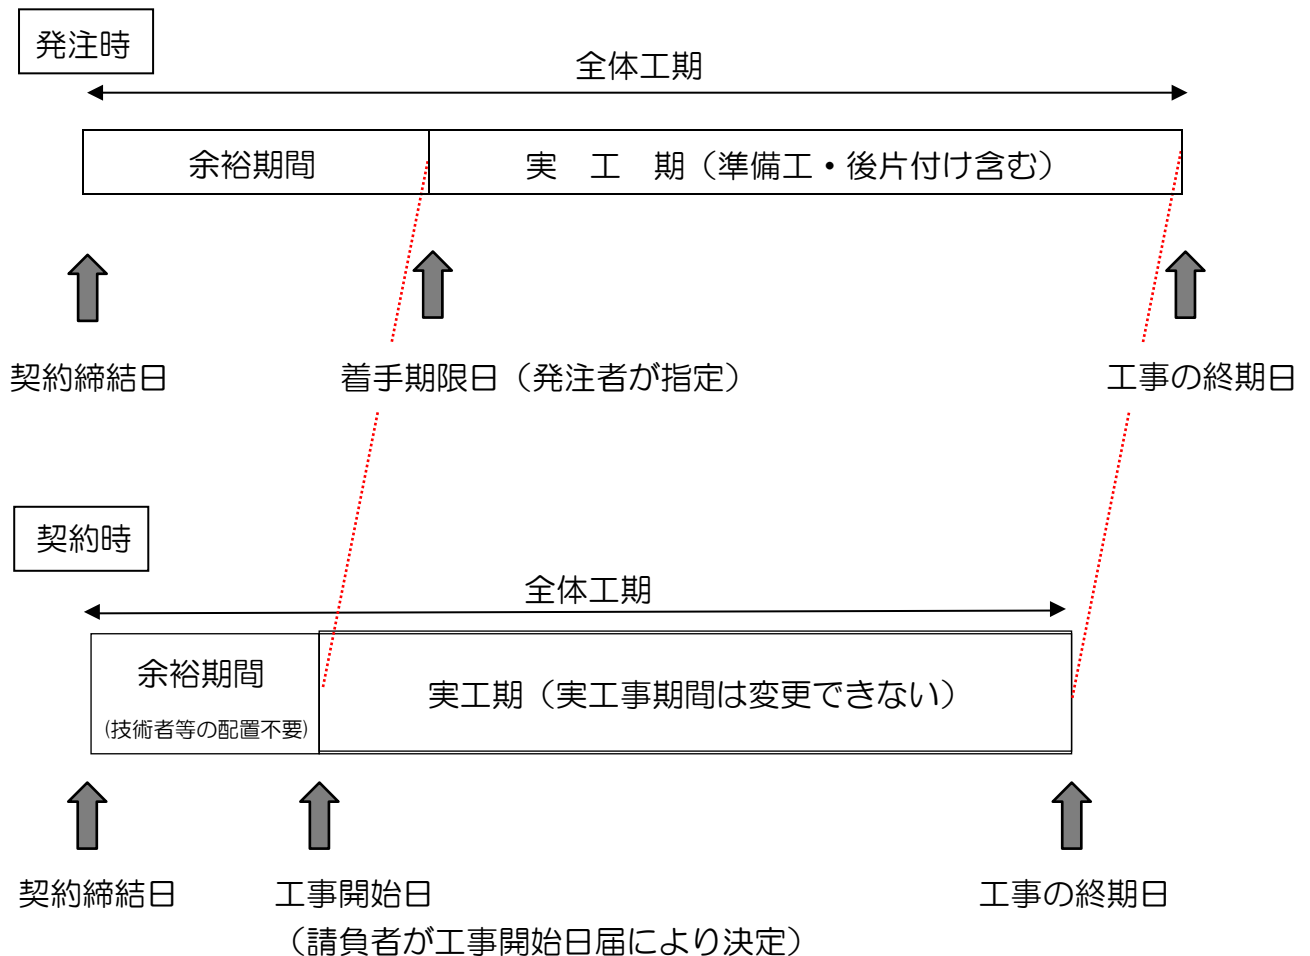 発注時
全体工期
余裕期間
実　工　期（準備工・後片付け含む）
契約締結日
着手期限日（発注者が指定）
工事の終期日
契約時
全体工期
余裕期間
(技術者等の配置不要)
実工期（実工事期間は変更できない）
契約締結日
工事開始日
（請負者が工事開始日届により決定）
工事の終期日